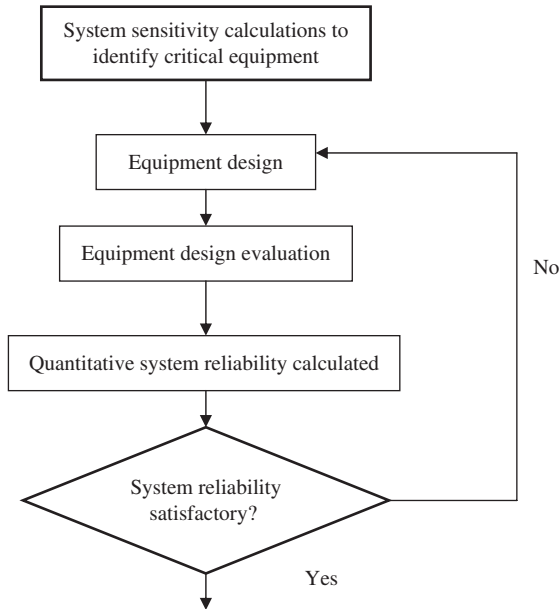 System sensitivity calculations to
identify critical equipment
Equipment design
Equipment design evaluation
No
Quantitative system reliability calculated
System reliability
satisfactory?
Yes